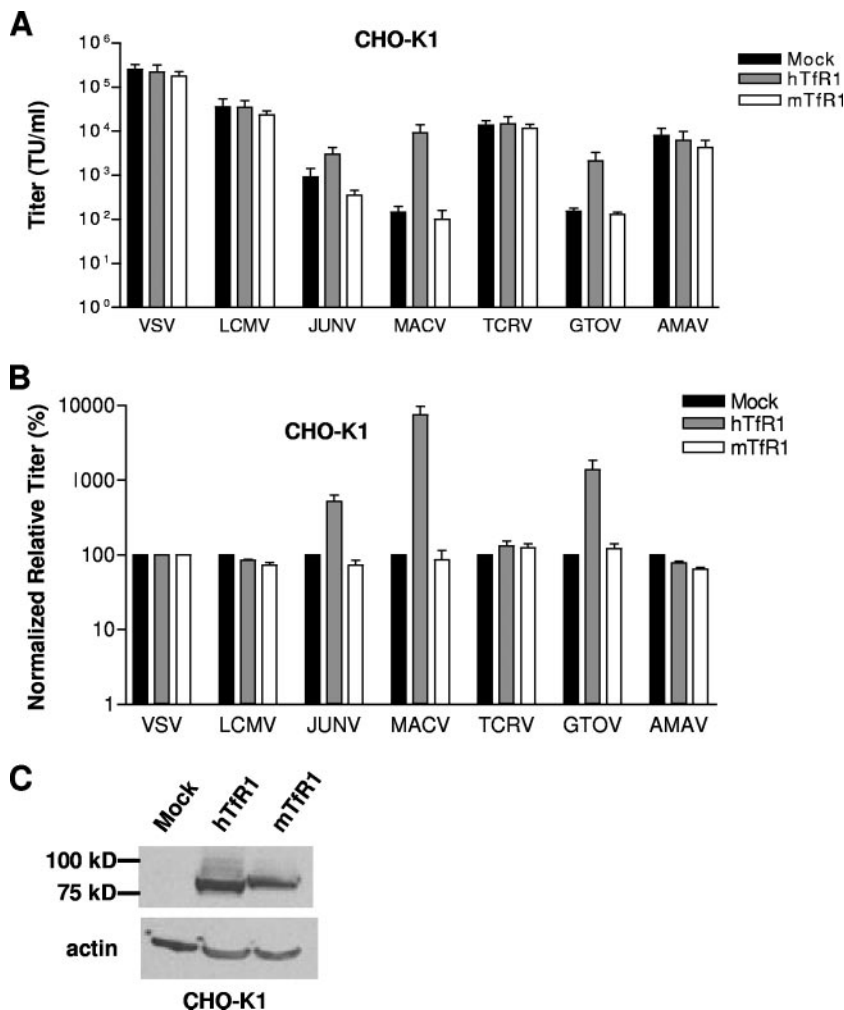 A
CHO-K1
Mock
hTfR1
mTfR1
Titer (TU/ml)
10⁶
10⁵
10⁴
10³
10²
10¹
10⁰
VSV LCMV JUNV MACV TCRV GTOV AMAV
B
CHO-K1
Mock
hTfR1
mTfR1
Normalized Relative Titer (%)
10000
1000
100
10
1
VSV LCMV JUNV MACV TCRV GTOV AMAV
C
Mock hTfR1 mTfR1
100 kD
75 kD
actin
CHO-K1